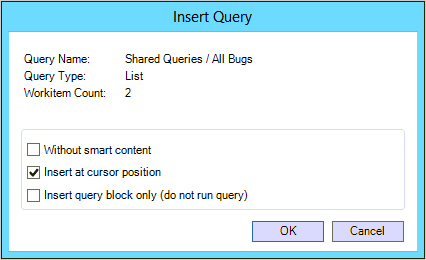 Insert Query
Query Name: Shared Queries / All Bugs
Query Type: List
Workitem Count: 2
Without smart content
Insert at cursor position
Insert query block only (do not run query)
OK Cancel